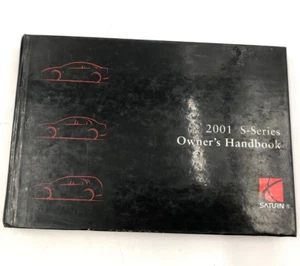 2001 S-Series
Owner's Handbook
SATURN®